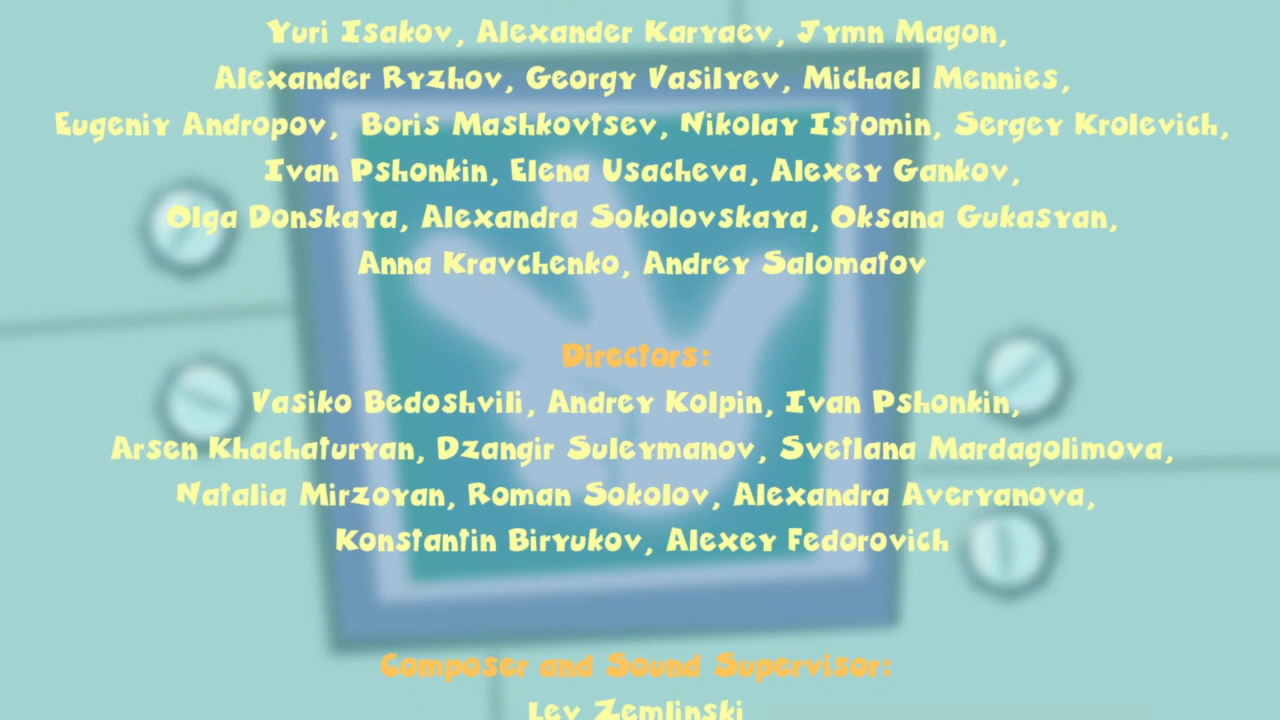 Yuri Isakov, Alexander Karyaev, Jymn Magon,
Alexander Ryzhov, Georgy Vasilyev, Michael Mennies,
Eugeniy Andropov, Boris Mashkovtsev, Nikolay Istomin, Sergey Krolevich,
Ivan Pshonkin, Elena Usacheva, Alexey Gankov,
Olga Donskaya, Alexandra Sokolovskaya, Oksana Gukasyan,
Anna Kravchenko, Andrey Salomatov
Directors:
Vasiko Bedoshvili, Andrey Kolpin, Ivan Pshonkin,
Arsen Khachaturyan, Dzangir Suleymanov, Svetlana Mardagolimova,
Natalia Mirzoyan, Roman Sokolov, Alexandra Averyanova,
Konstantin Biryukov, Alexey Fedorovich
Composer and Sound Supervisor:
Lev Zemlinski